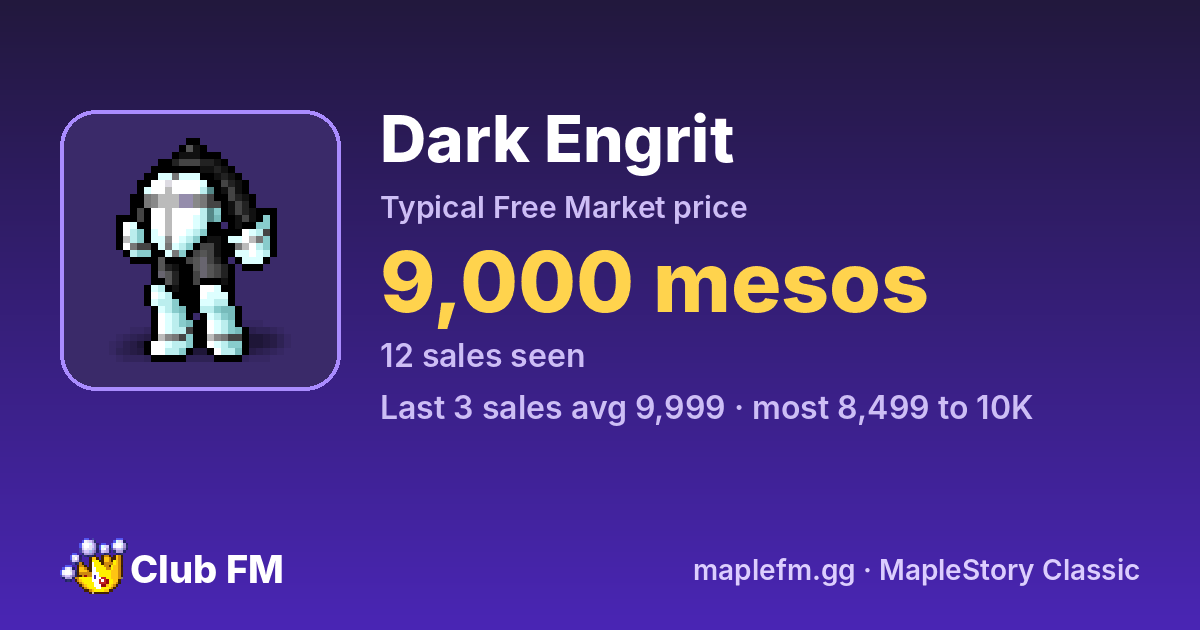 Dark Engrit
Typical Free Market price
9,000 mesos
12 sales seen
Last 3 sales avg 9,999 · most 8,499 to 10K
Club FM
maplefm.gg · MapleStory Classic